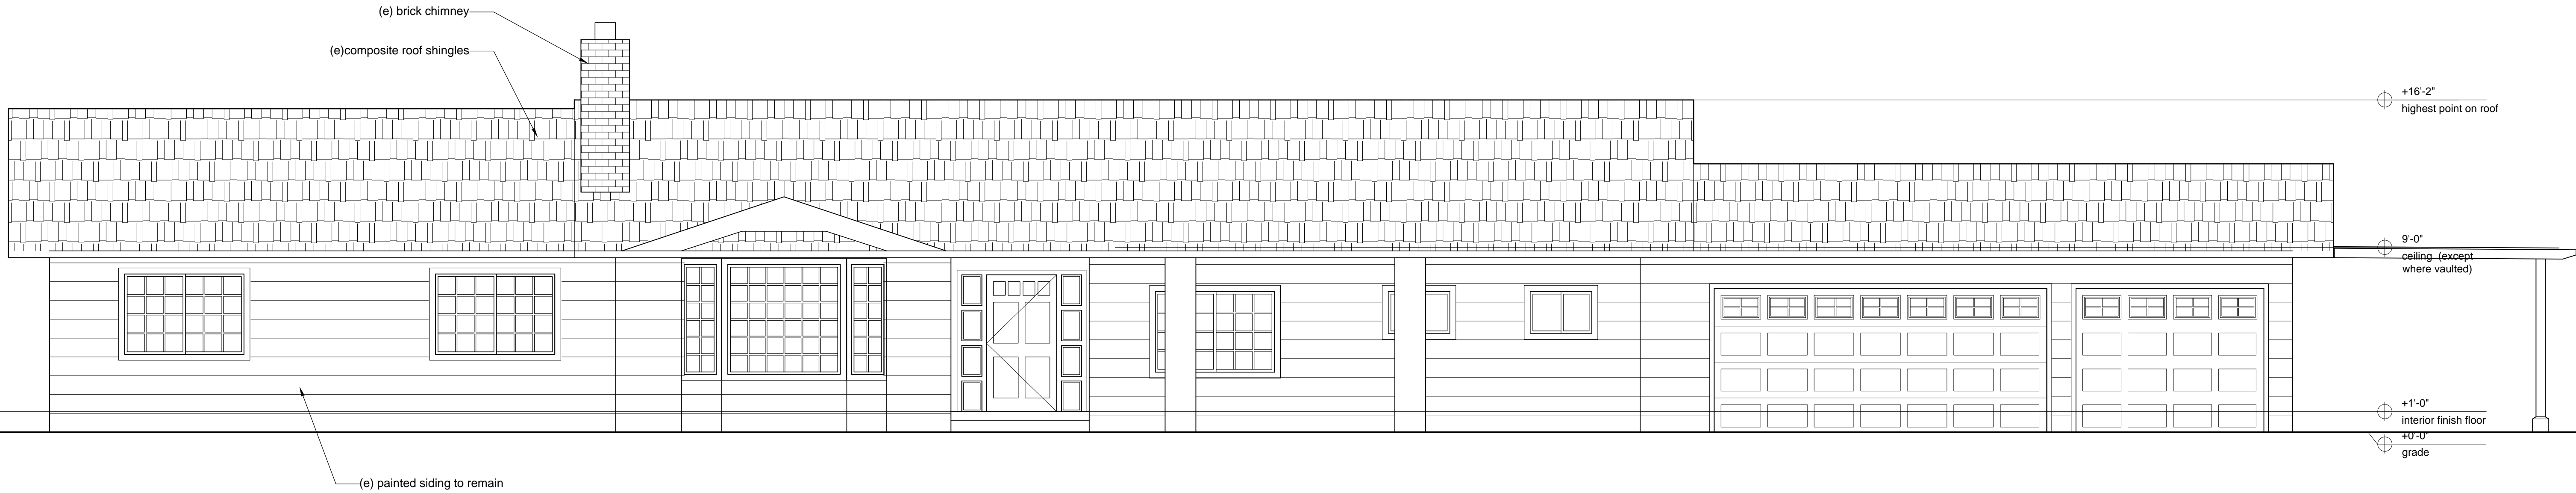 (e) brick chimney
(e)composite roof shingles
+16'-2"
highest point on roof
9'-0"
ceiling (except
where vaulted)
+1'-0"
interior finish floor
+0'-0"
grade
(e) painted siding to remain